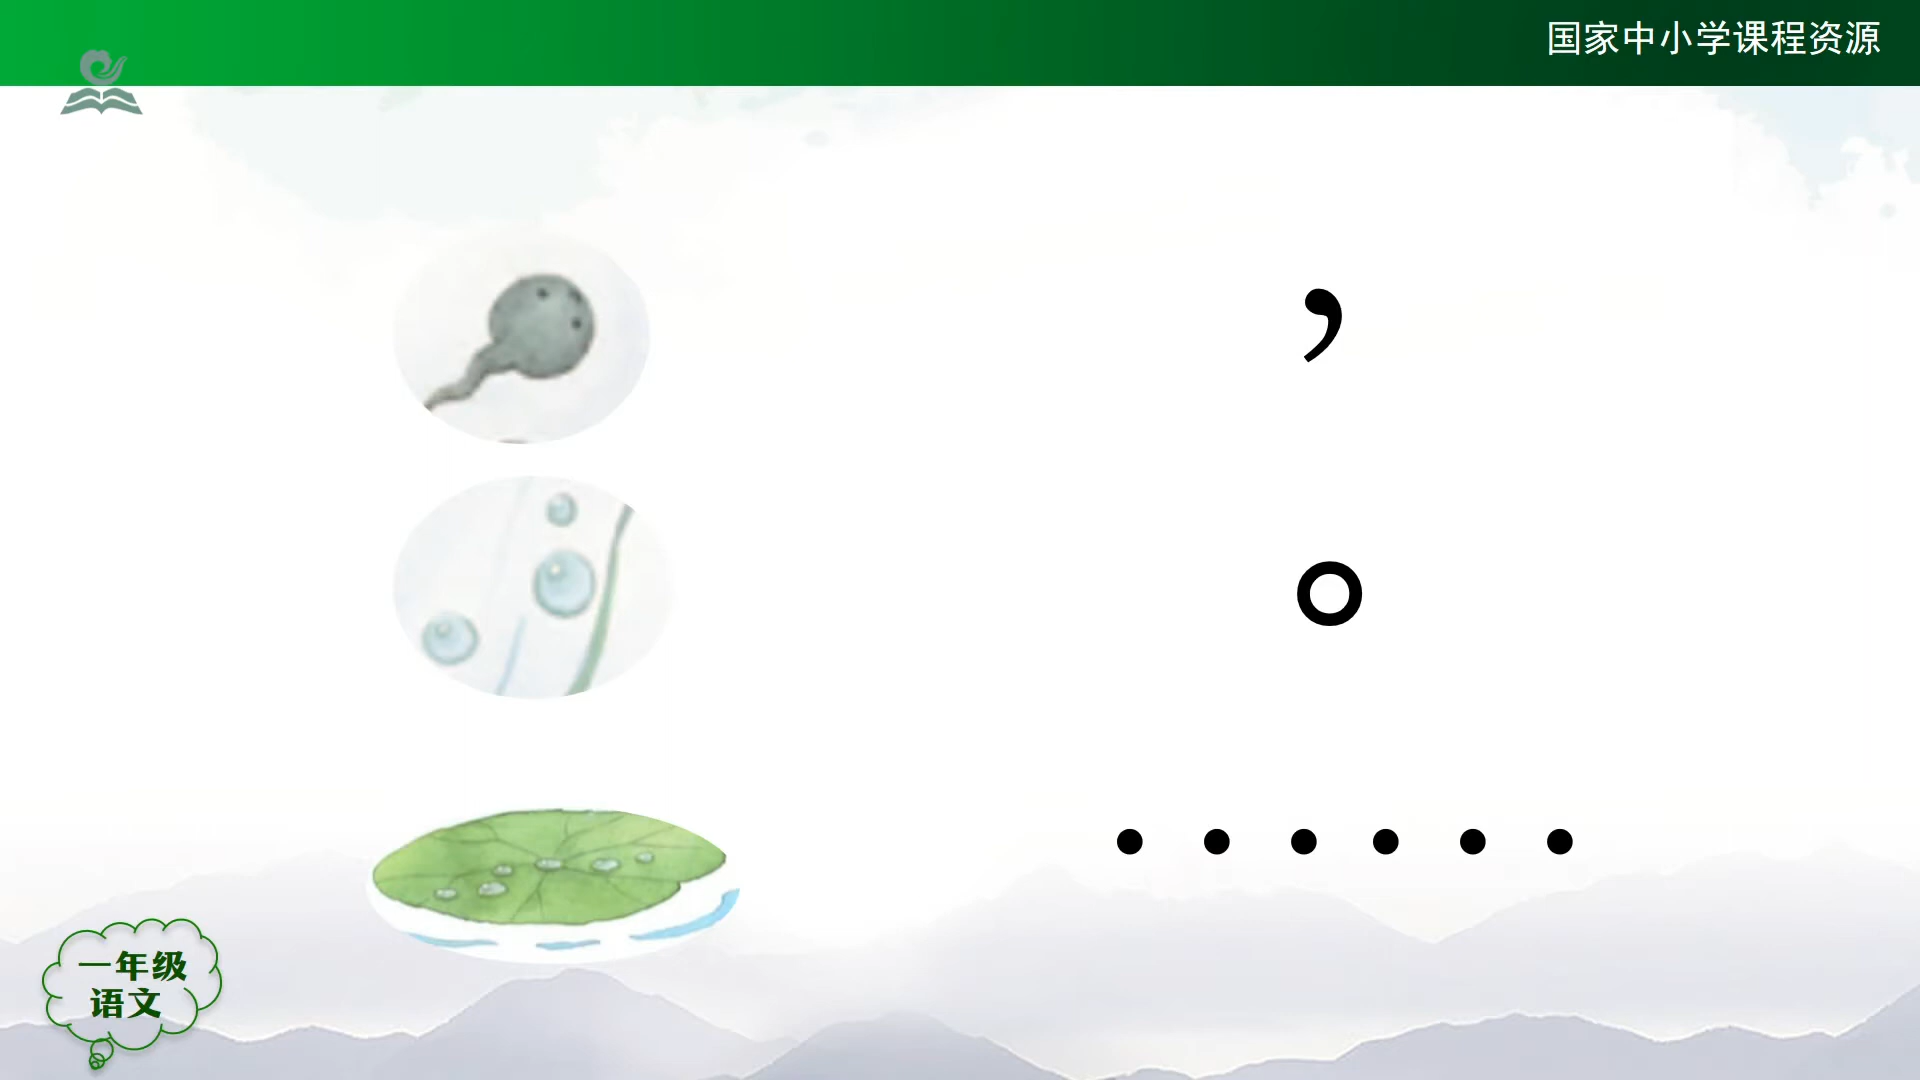 国家中小学课程资源
，
。
······
一年级
语文